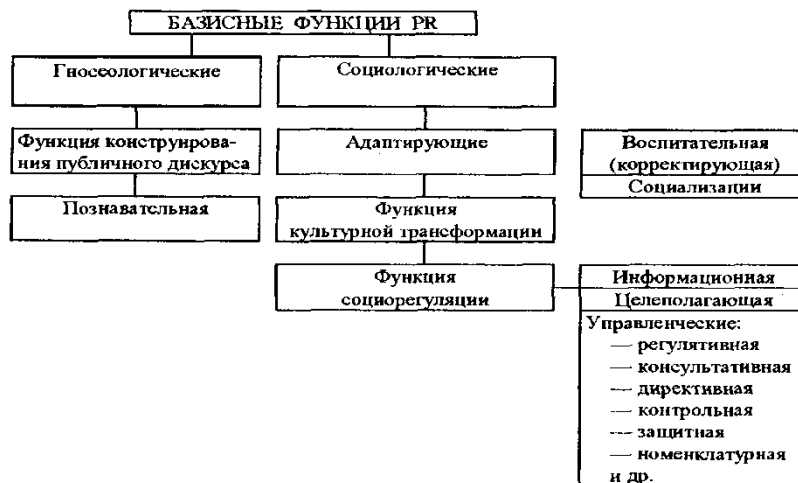 БАЗИСНЫЕ ФУНКЦИИ PR
Гносеологические
Социологические
Функция конструирова-
ния публичного дискурса
Адаптирующие
Воспитательная
(корректирующая)
Социализации
Познавательная
Функция
культурной трансформации
Функция
социорегуляции
Информационная
Целеполагающая
Управленческие:
— регулятивная
— консультативная
— директивная
— контрольная
— защитная
— номенклатурная
и др.